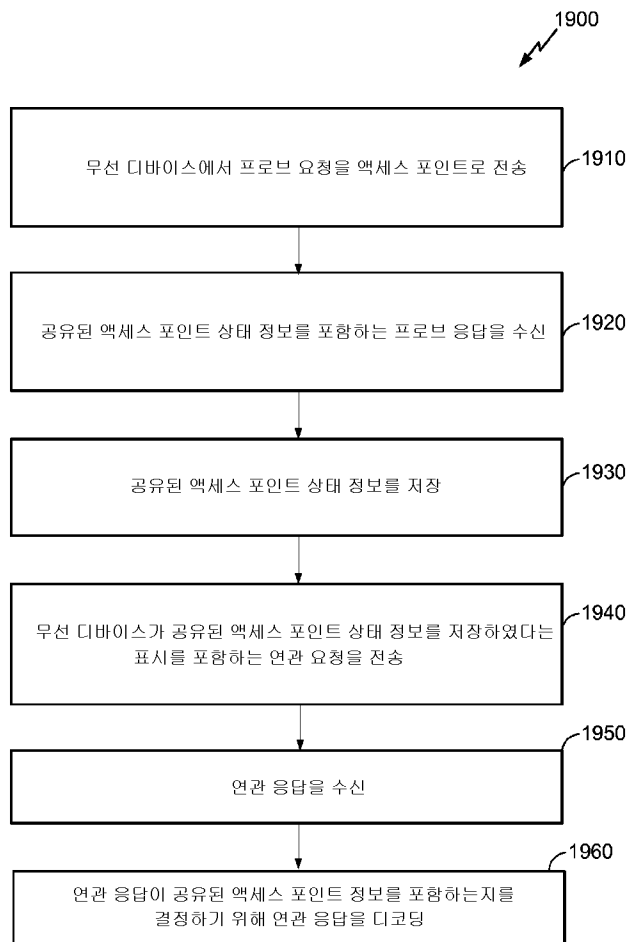 1900
무선 디바이스에서 프로브 요청을 액세스 포인트로 전송
1910
공유된 액세스 포인트 상태 정보를 포함하는 프로브 응답을 수신
1920
공유된 액세스 포인트 상태 정보를 저장
1930
무선 디바이스가 공유된 액세스 포인트 상태 정보를 저장하였다는
표시를 포함하는 연관 요청을 전송
1940
연관 응답을 수신
1950
연관 응답이 공유된 액세스 포인트 정보를 포함하는지를
결정하기 위해 연관 응답을 디코딩
1960